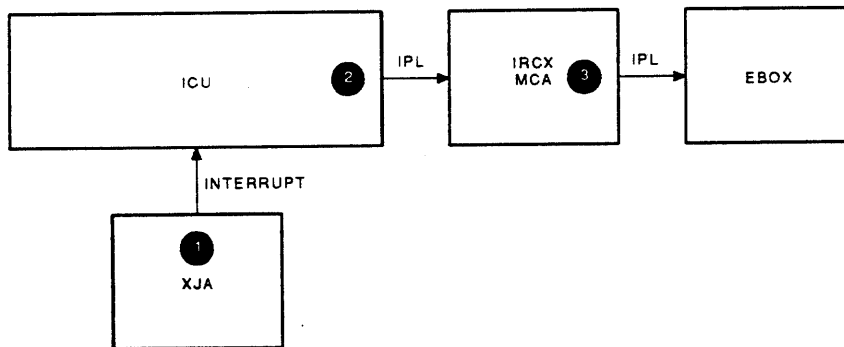 ICU
2
IPL
IRCX
MCA
3
IPL
EBOX
INTERRUPT
1
XJA